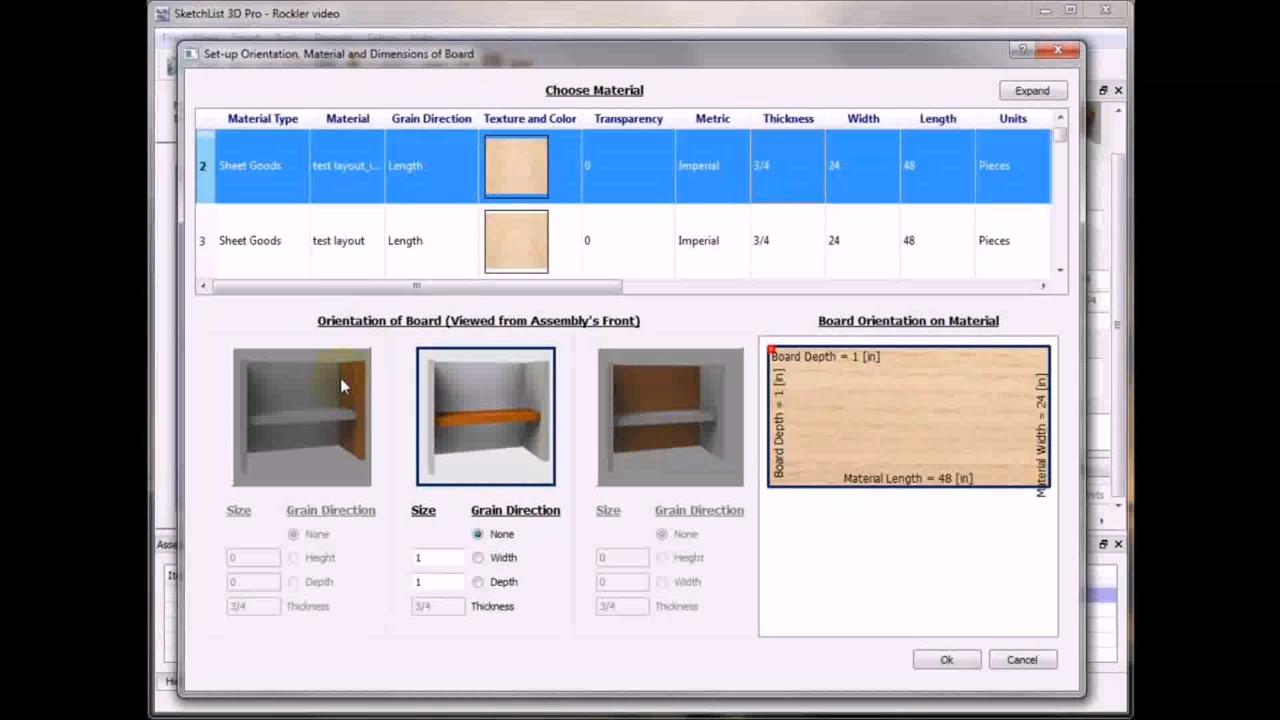 SketchList 3D Pro - Rockler video
Set-up Orientation, Material and Dimensions of Board
Choose Material
Expand
Material Type Material Grain Direction Texture and Color Transparency Metric Thickness Width Length Units
2 Sheet Goods test layout_i... Length 0 Imperial 3/4 24 48 Pieces
3 Sheet Goods test layout Length 0 Imperial 3/4 24 48 Pieces
Orientation of Board (Viewed from Assembly's Front)
Board Orientation on Material
Board Depth = 1 [in]
Board Depth = 1 [in]
Material Width = 24 [in]
Material Length = 48 [in]
Size Grain Direction Size Grain Direction Size Grain Direction
None None None
0 Height 1 Width 0 Height
0 Depth 1 Depth 0 Width
3/4 Thickness 3/4 Thickness 3/4 Thickness
Ok Cancel